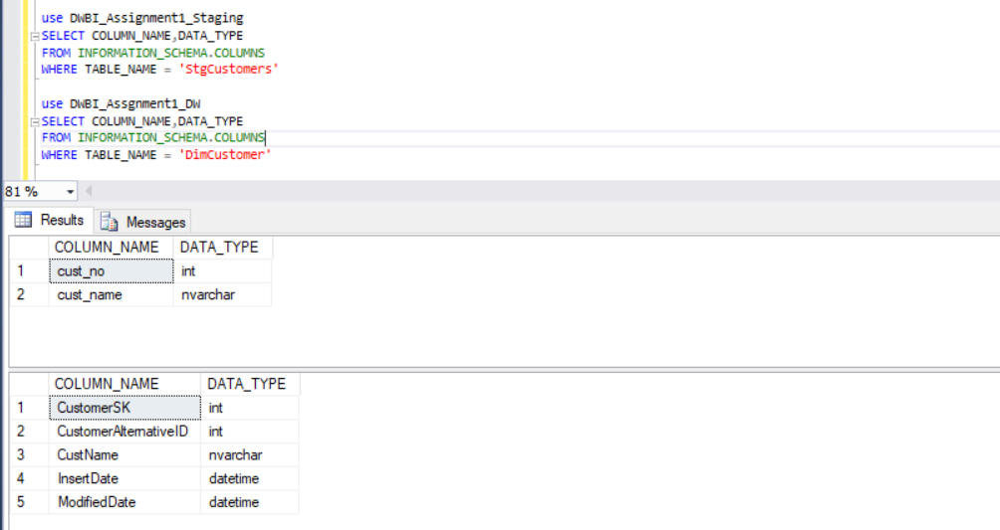 use DWBI_Assignment1_Staging
SELECT COLUMN_NAME,DATA_TYPE
FROM INFORMATION_SCHEMA.COLUMNS
WHERE TABLE_NAME = 'StgCustomers'
use DWBI_Assgnment1_DW
SELECT COLUMN_NAME,DATA_TYPE
FROM INFORMATION_SCHEMA.COLUMNS
WHERE TABLE_NAME = 'DimCustomer'
81 %
Results Messages
COLUMN_NAME DATA_TYPE
1 cust_no int
2 cust_name nvarchar
COLUMN_NAME DATA_TYPE
1 CustomerSK int
2 CustomerAlternativeID int
3 CustName nvarchar
4 InsertDate datetime
5 ModifiedDate datetime